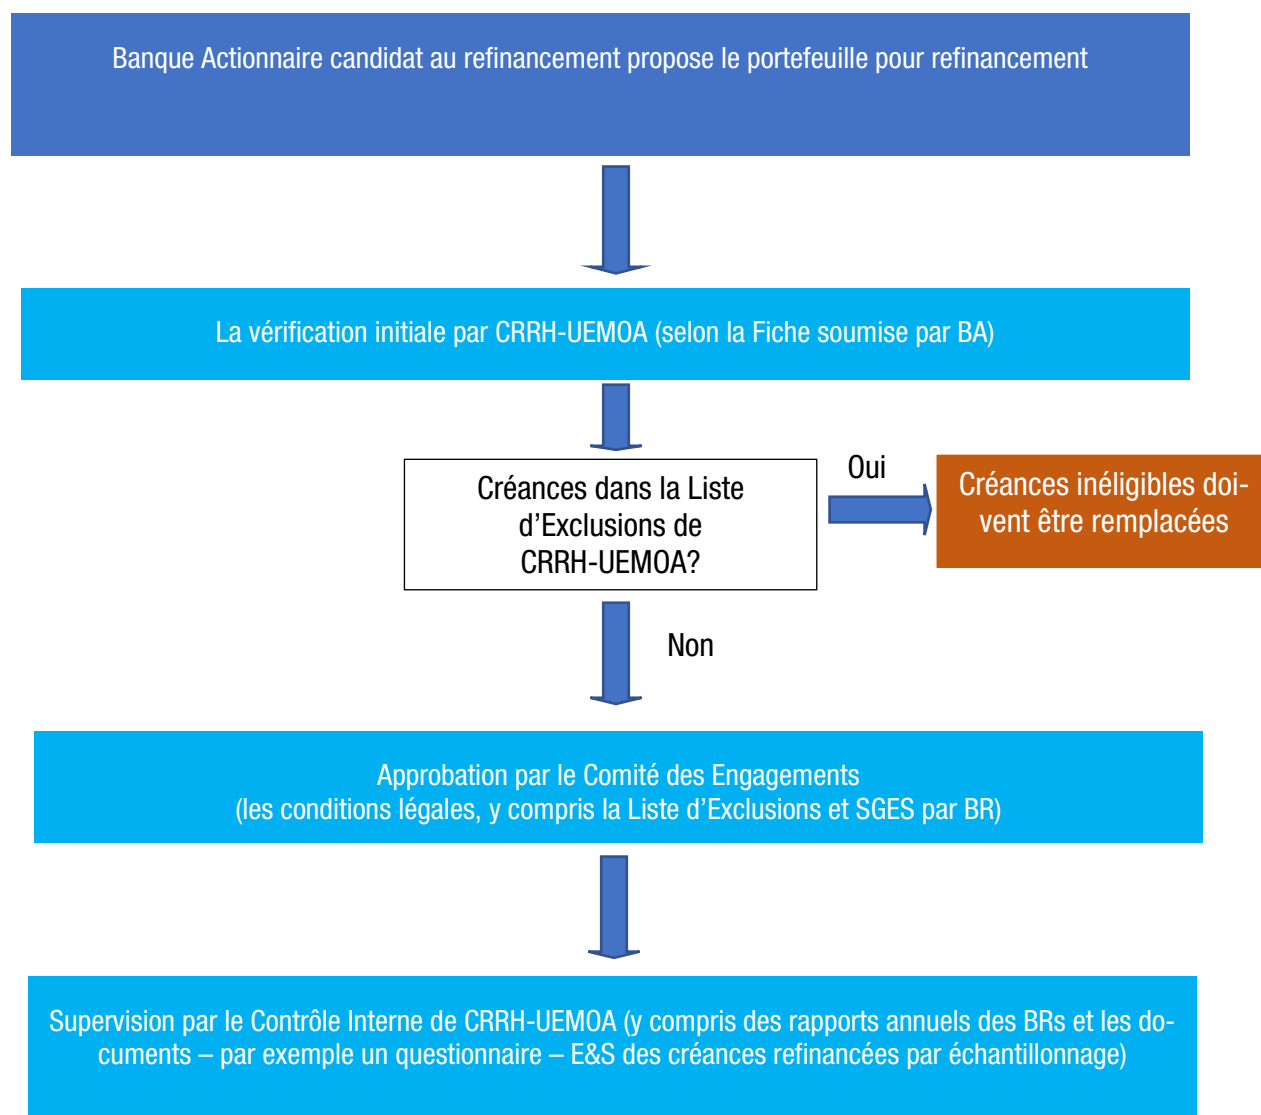 Banque Actionnaire candidat au refinancement propose le portefeuille pour refinancement
La vérification initiale par CRRH-UEMOA (selon la Fiche soumise par BA)
Créances dans la Liste
d’Exclusions de
CRRH-UEMOA?
Oui
Créances inéligibles doi-
vent être remplacées
Non
Approbation par le Comité des Engagements
(les conditions légales, y compris la Liste d’Exclusions et SGES par BR)
Supervision par le Contrôle Interne de CRRH-UEMOA (y compris des rapports annuels des BRs et les do-
cuments – par exemple un questionnaire – E&S des créances refinancées par échantillonnage)